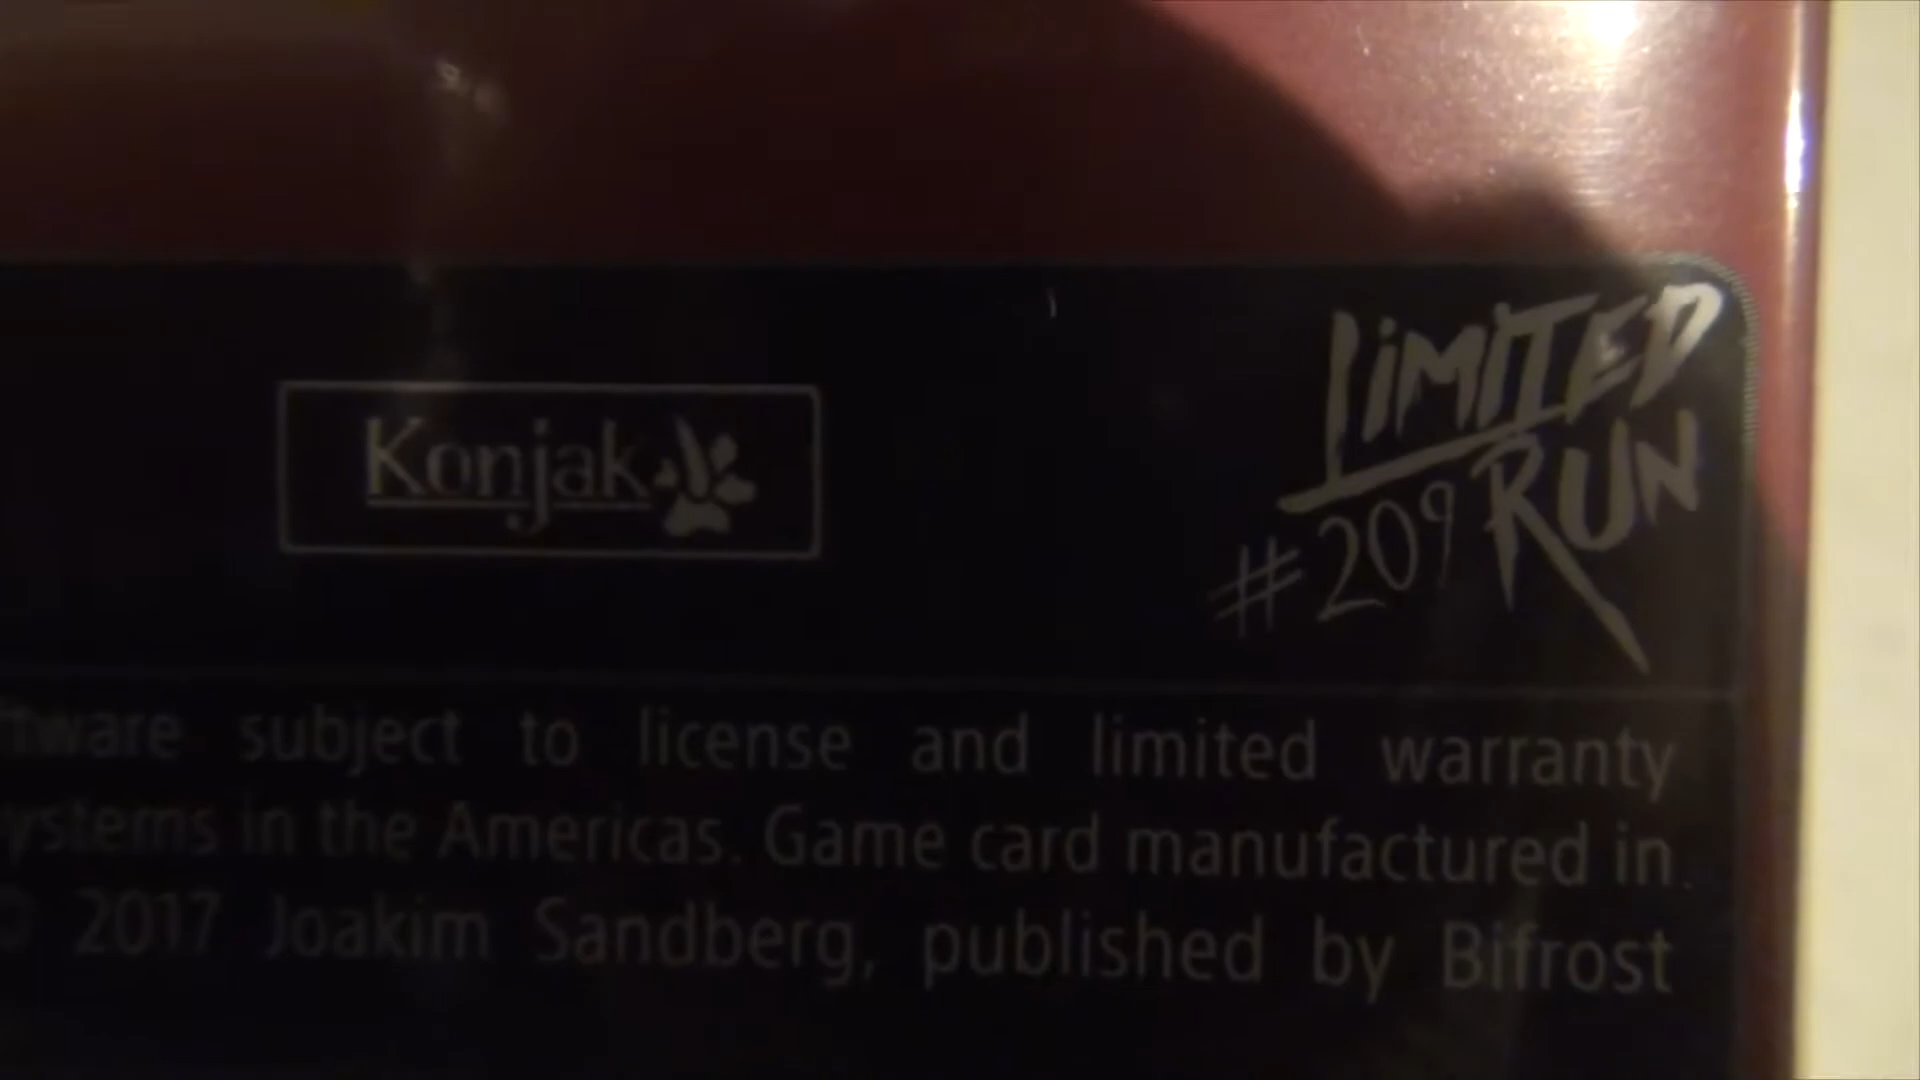 LiMiTED
RUN
#209
Konjak
subject to license and limited warranty
in the Americas. Game card manufactured in
2017 Joakim Sandberg, published by Bifrost